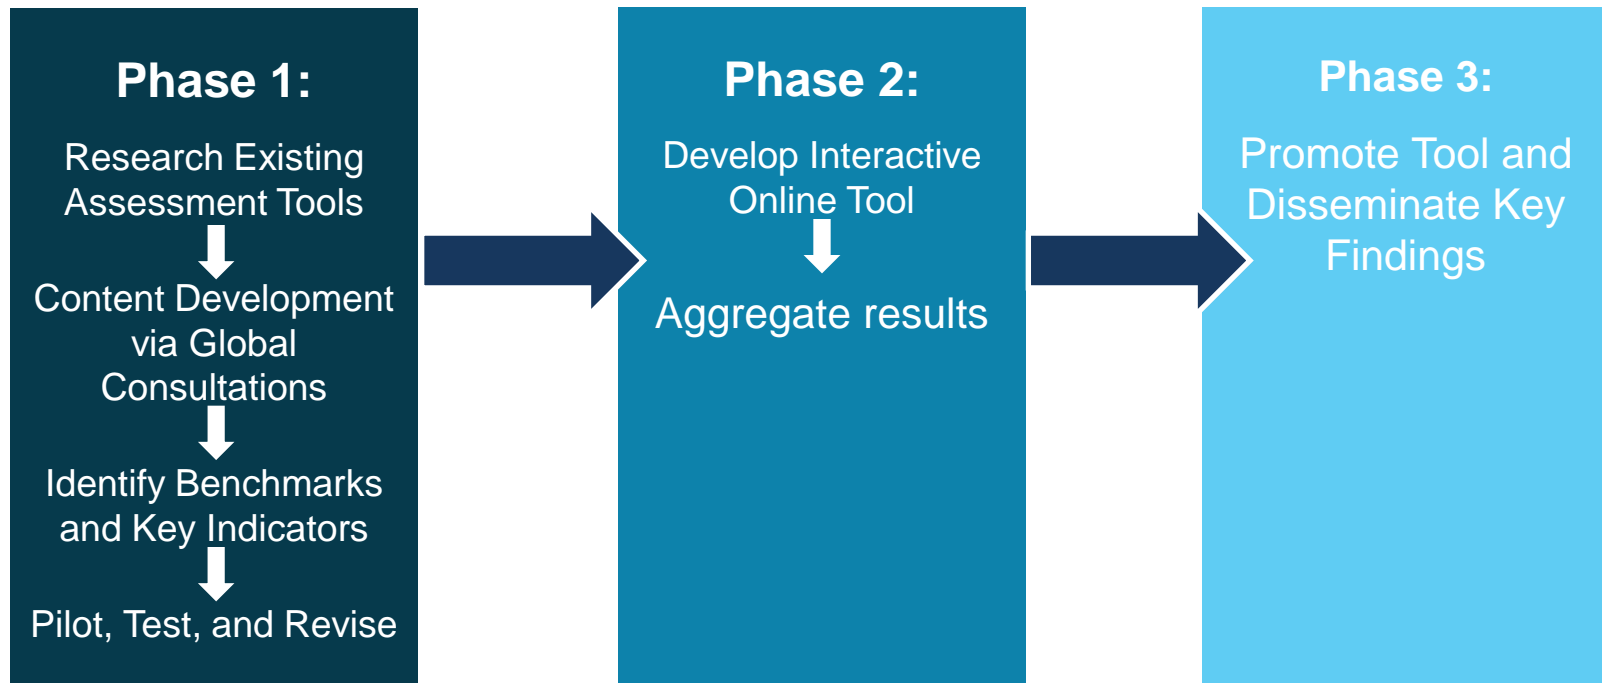 Phase 1:
Research Existing
Assessment Tools
Content Development
via Global
Consultations
Identify Benchmarks
and Key Indicators
Pilot, Test, and Revise
Phase 2:
Develop Interactive
Online Tool
Aggregate results
Phase 3:
Promote Tool and
Disseminate Key
Findings